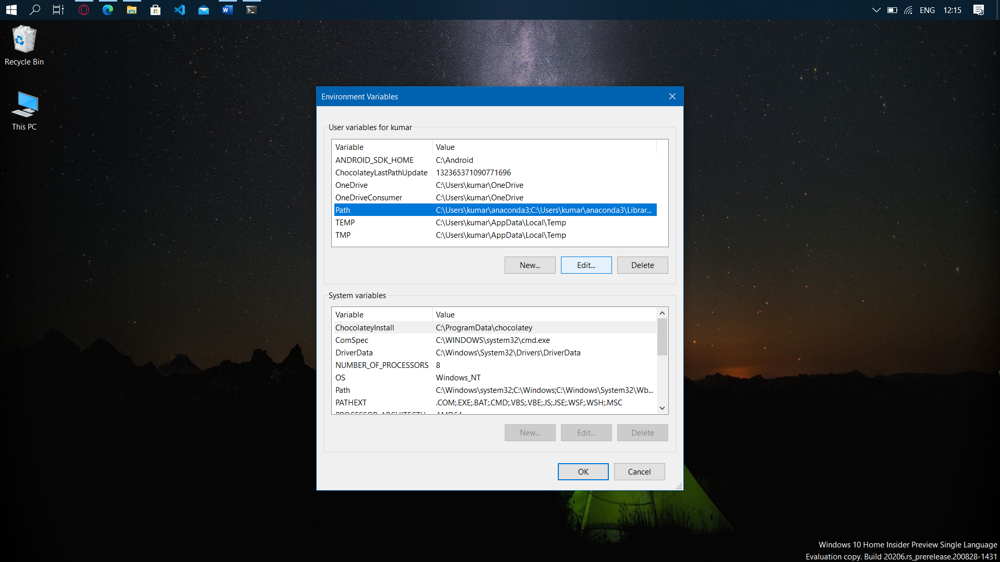 ENG 12:15
Recycle Bin
This PC
Environment Variables
User variables for kumar
Variable Value
ANDROID_SDK_HOME C:\Android
ChocolateyLastPathUpdate 132365371090771696
OneDrive C:\Users\kumar\OneDrive
OneDriveConsumer C:\Users\kumar\OneDrive
Path C:\Users\kumar\anaconda3;C:\Users\kumar\anaconda3\Librar...
TEMP C:\Users\kumar\AppData\Local\Temp
TMP C:\Users\kumar\AppData\Local\Temp
New... Edit... Delete
System variables
Variable Value
ChocolateyInstall C:\ProgramData\chocolatey
ComSpec C:\WINDOWS\system32\cmd.exe
DriverData C:\Windows\System32\Drivers\DriverData
NUMBER_OF_PROCESSORS 8
OS Windows_NT
Path C:\Windows\system32;C:\Windows;C:\Windows\System32\Wb...
PATHEXT .COM;.EXE;.BAT;.CMD;.VBS;.VBE;.JS;.JSE;.WSF;.WSH;.MSC
PROCESSOR_ARCHITECTU... AMD64
New... Edit... Delete
OK Cancel
Windows 10 Home Insider Preview Single Language
Evaluation copy. Build 20206.rs_prerelease.200828-1431